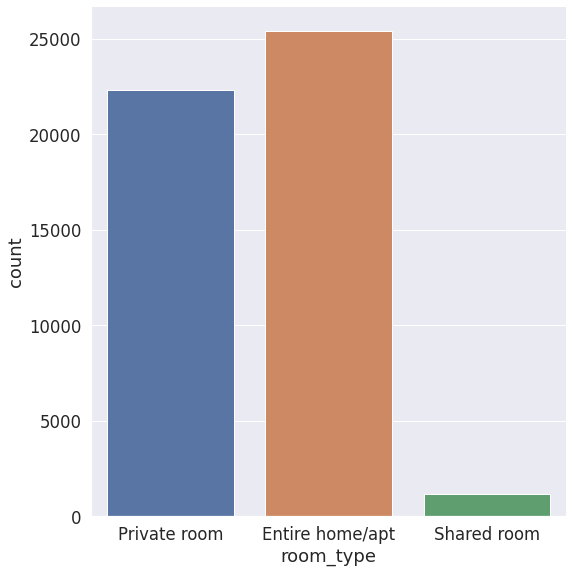 25000
20000
15000
10000
5000
0
count
Private room
Entire home/apt
Shared room
room_type